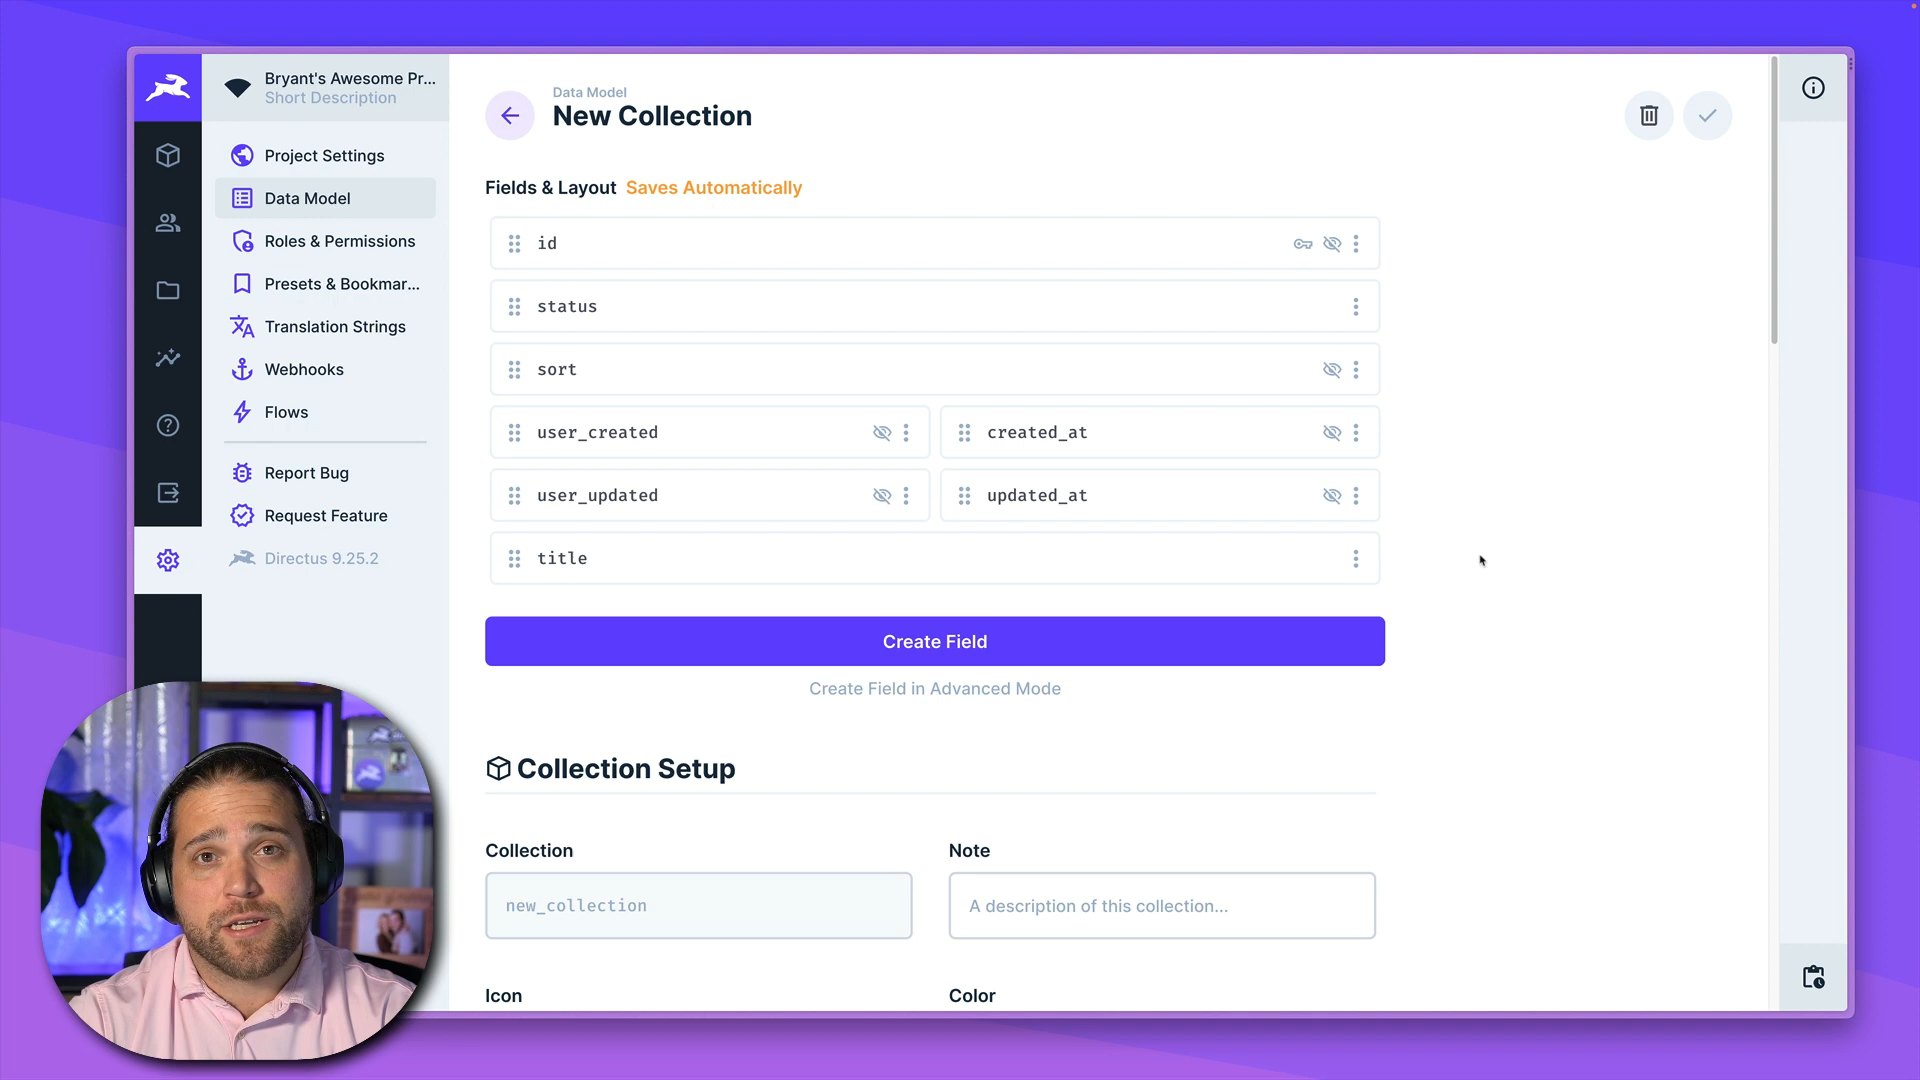 Bryant's Awesome Pr...
Short Description
Project Settings
Data Model
Roles & Permissions
Presets & Bookmar...
Translation Strings
Webhooks
Flows
Report Bug
Request Feature
Directus 9.25.2
Data Model
New Collection
Fields & Layout Saves Automatically
id
status
sort
user_created
created_at
user_updated
updated_at
title
Create Field
Create Field in Advanced Mode
Collection Setup
Collection
Note
new_collection
A description of this collection...
Icon
Color